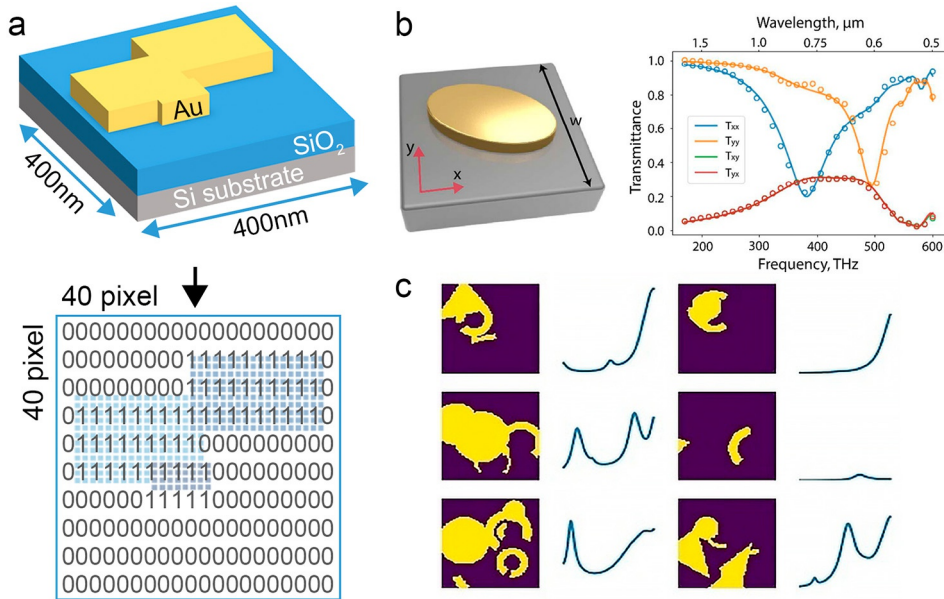 a
Au
SiO₂
Si substrate
400nm
400nm
40 pixel
40 pixel
00000000000000000000
00000000011111111110
00000000011111111110
01111111111111111110
01111111110000000000
01111111111000000000
00000011111000000000
00000000000000000000
00000000000000000000
00000000000000000000
b
w
y
x
Wavelength, μm
1.5 1.0 0.75 0.6 0.5
Transmittance
1.0
0.8
0.6
0.4
0.2
0.0
Txx
Tyy
Txy
Tyx
200 300 400 500 600
Frequency, THz
c